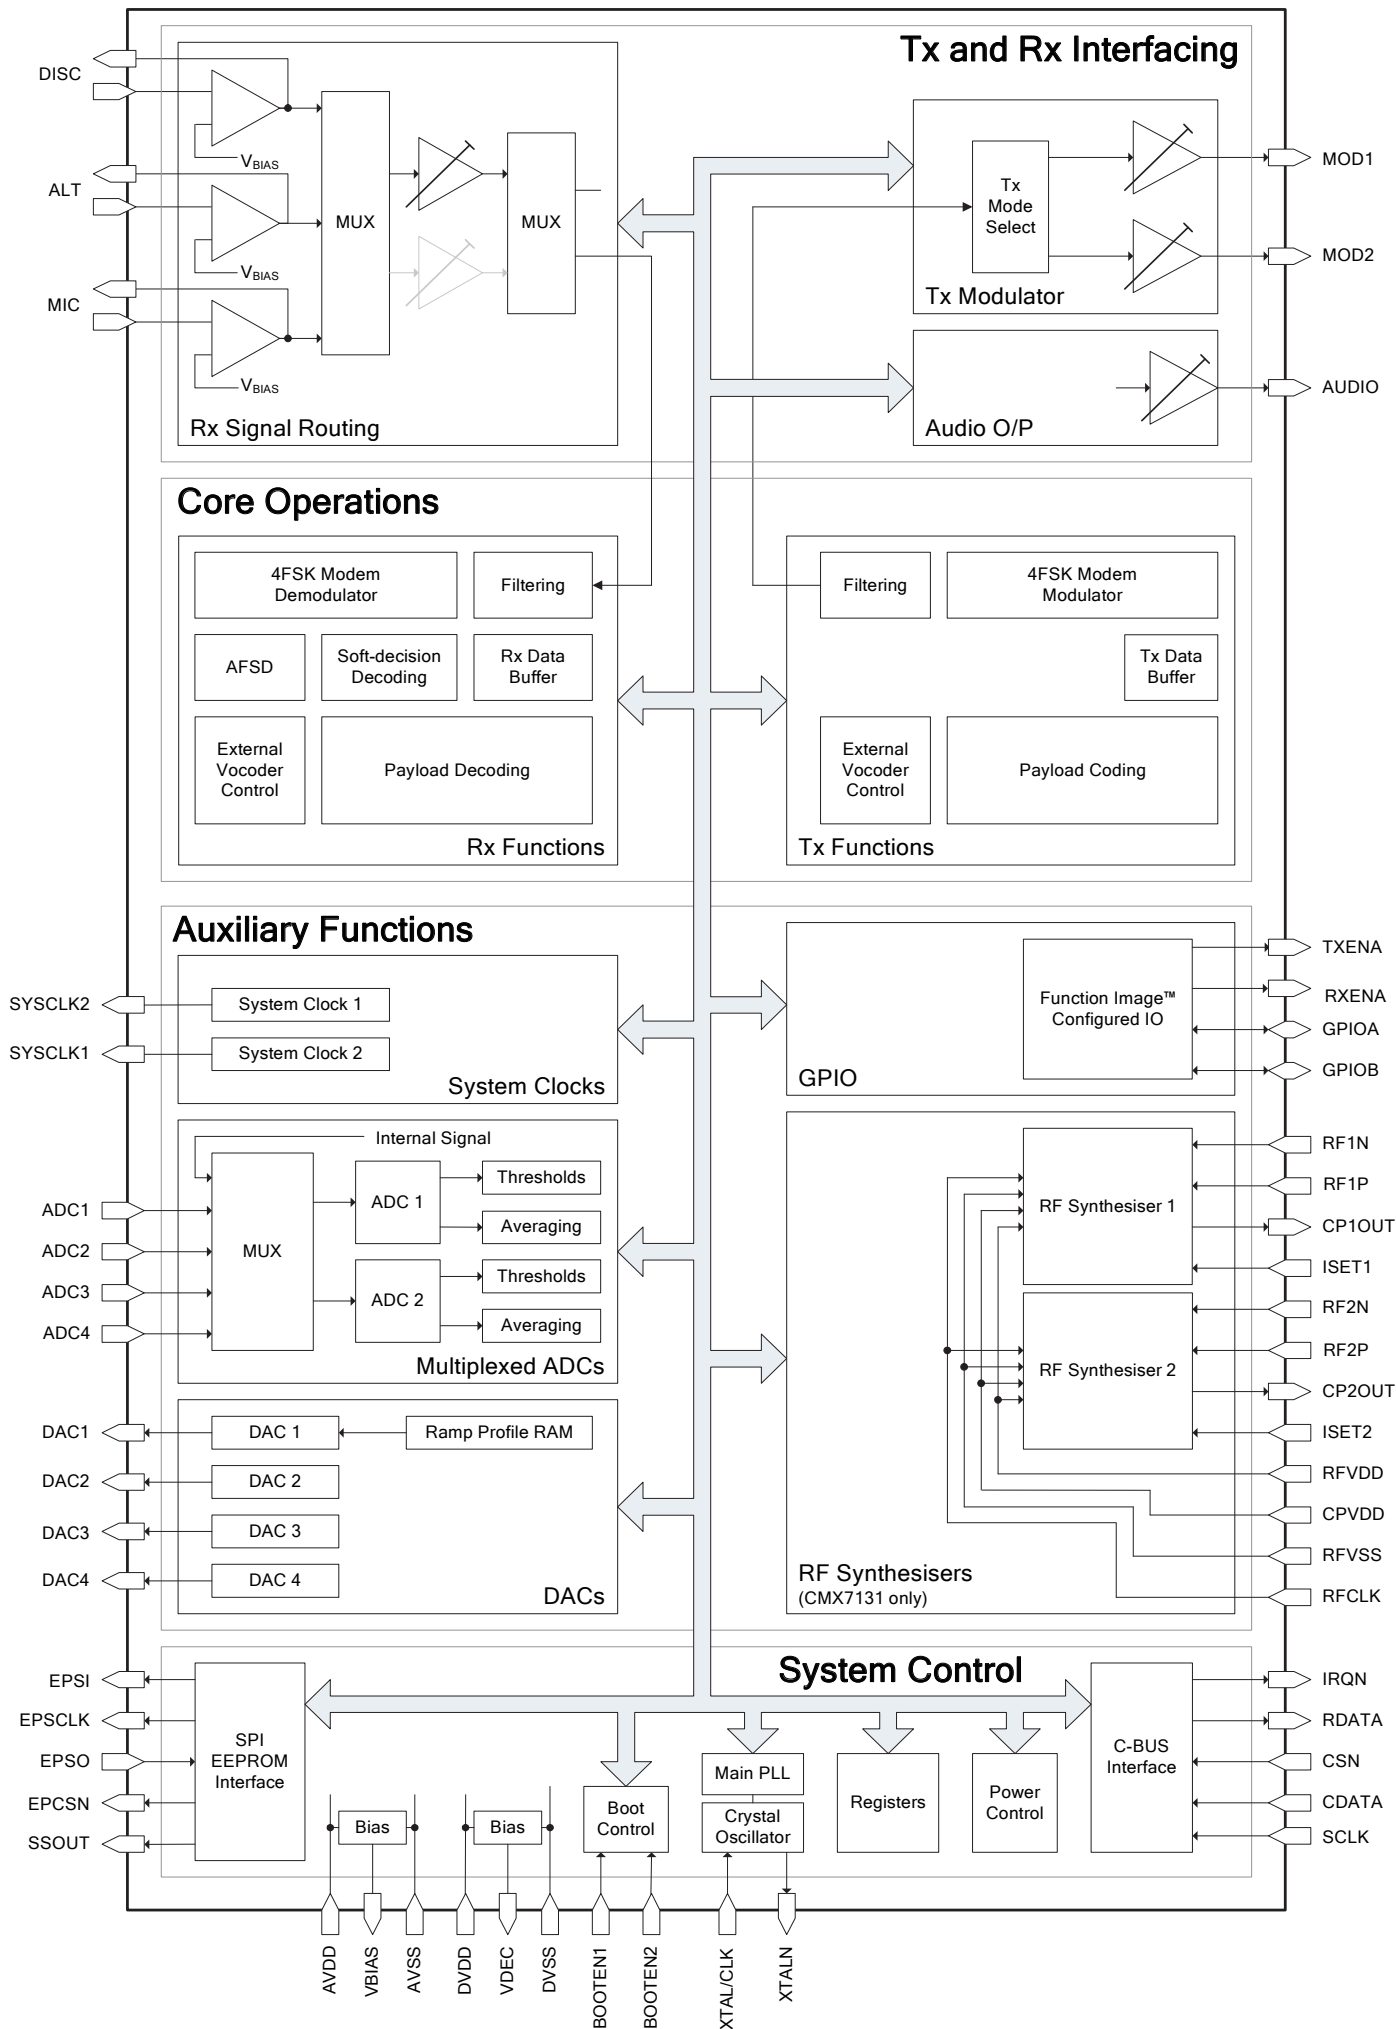 Tx and Rx Interfacing
DISC
VBIAS
ALT
VBIAS
MIC
VBIAS
MUX
MUX
Rx Signal Routing
Tx
Mode
Select
Tx Modulator
MOD1
MOD2
Audio O/P
AUDIO
Core Operations
4FSK Modem
Demodulator
Filtering
AFSD
Soft-decision
Decoding
Rx Data
Buffer
External
Vocoder
Control
Payload Decoding
Rx Functions
Filtering
4FSK Modem
Modulator
Tx Data
Buffer
External
Vocoder
Control
Payload Coding
Tx Functions
Auxiliary Functions
SYSCLK2
System Clock 1
SYSCLK1
System Clock 2
System Clocks
Function Image™
Configured IO
GPIO
TXENA
RXENA
GPIOA
GPIOB
Internal Signal
ADC1
ADC2
ADC3
ADC4
MUX
ADC 1
Thresholds
Averaging
ADC 2
Thresholds
Averaging
Multiplexed ADCs
DAC1
DAC 1
Ramp Profile RAM
DAC2
DAC 2
DAC3
DAC 3
DAC4
DAC 4
DACs
RF Synthesiser 1
RF Synthesiser 2
RF Synthesisers
(CMX7131 only)
RF1N
RF1P
CP1OUT
ISET1
RF2N
RF2P
CP2OUT
ISET2
RFVDD
CPVDD
RFVSS
RFCLK
System Control
EPSI
EPSCLK
EPSO
EPCSN
SSOUT
SPI
EEPROM
Interface
Bias
Bias
Boot
Control
Main PLL
Crystal
Oscillator
Registers
Power
Control
C-BUS
Interface
IRQN
RDATA
CSN
CDATA
SCLK
AVDD
VBIAS
AVSS
DVDD
VDEC
DVSS
BOOTEN1
BOOTEN2
XTAL/CLK
XTALN